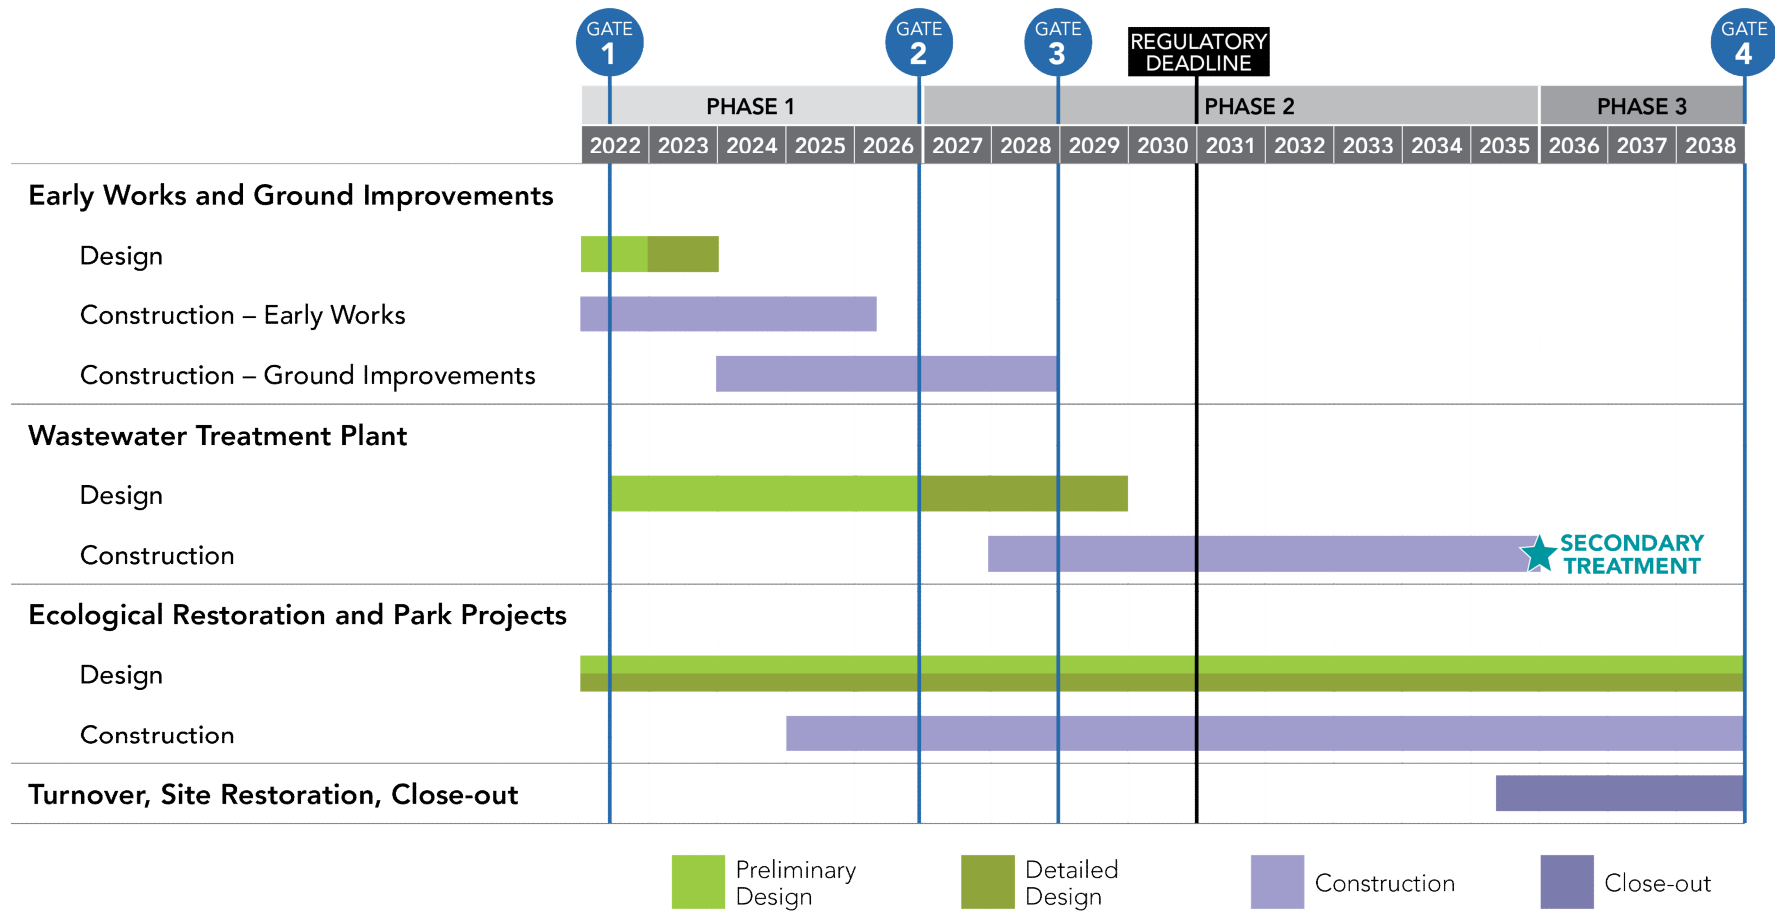 GATE
1
GATE
2
GATE
3
REGULATORY
DEADLINE
GATE
4
PHASE 1
PHASE 2
PHASE 3
2022 2023 2024 2025 2026 2027 2028 2029 2030 2031 2032 2033 2034 2035 2036 2037 2038
Early Works and Ground Improvements
Design
Construction – Early Works
Construction – Ground Improvements
Wastewater Treatment Plant
Design
Construction
SECONDARY
TREATMENT
Ecological Restoration and Park Projects
Design
Construction
Turnover, Site Restoration, Close-out
Preliminary
Design
Detailed
Design
Construction
Close-out